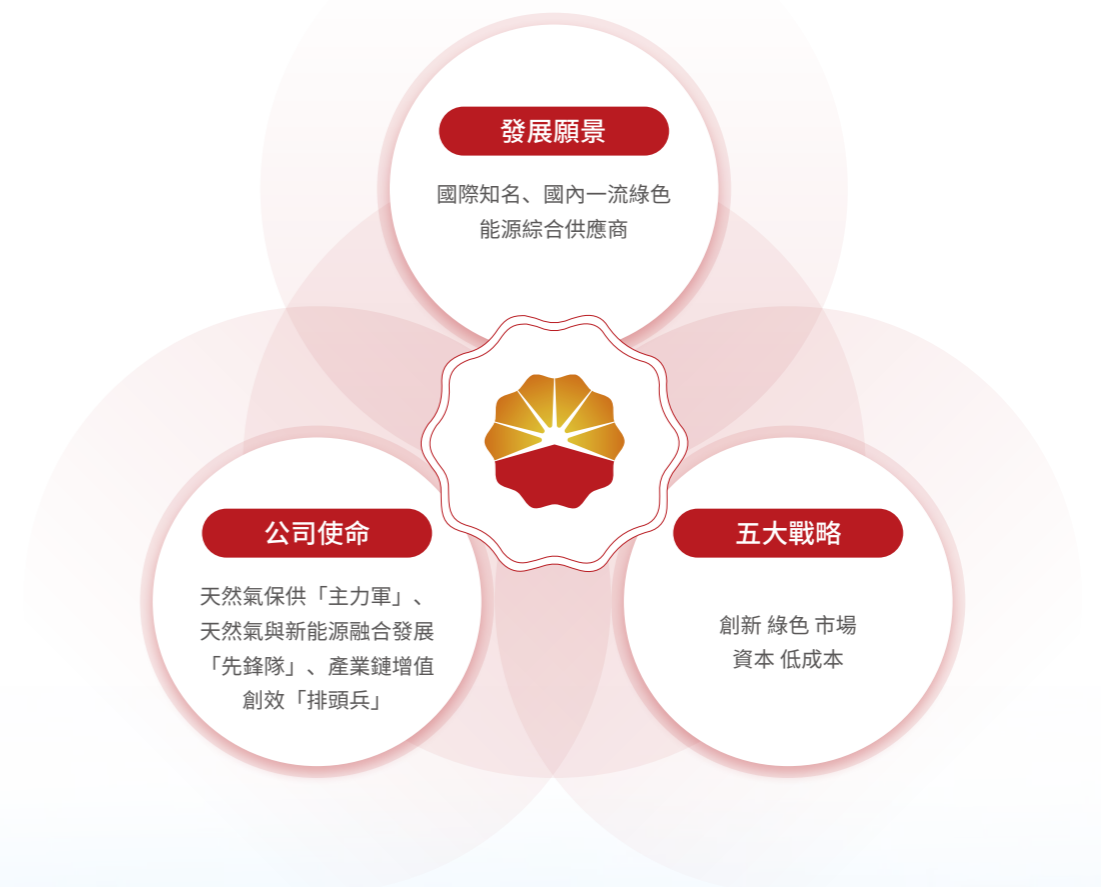 發展願景
國際知名、國內一流綠色
能源綜合供應商
公司使命
天然氣保供「主力軍」、
天然氣與新能源融合發展
「先鋒隊」、產業鏈增值
創效「排頭兵」
五大戰略
創新 綠色 市場
資本 低成本